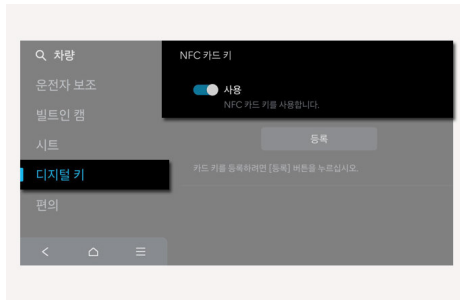 차량
운전자 보조
빌트인 캠
시트
디지털 키
편의
NFC 카드 키
사용
NFC 카드 키를 사용합니다.
등록
카드 키를 등록하려면 [등록] 버튼을 누르십시오.